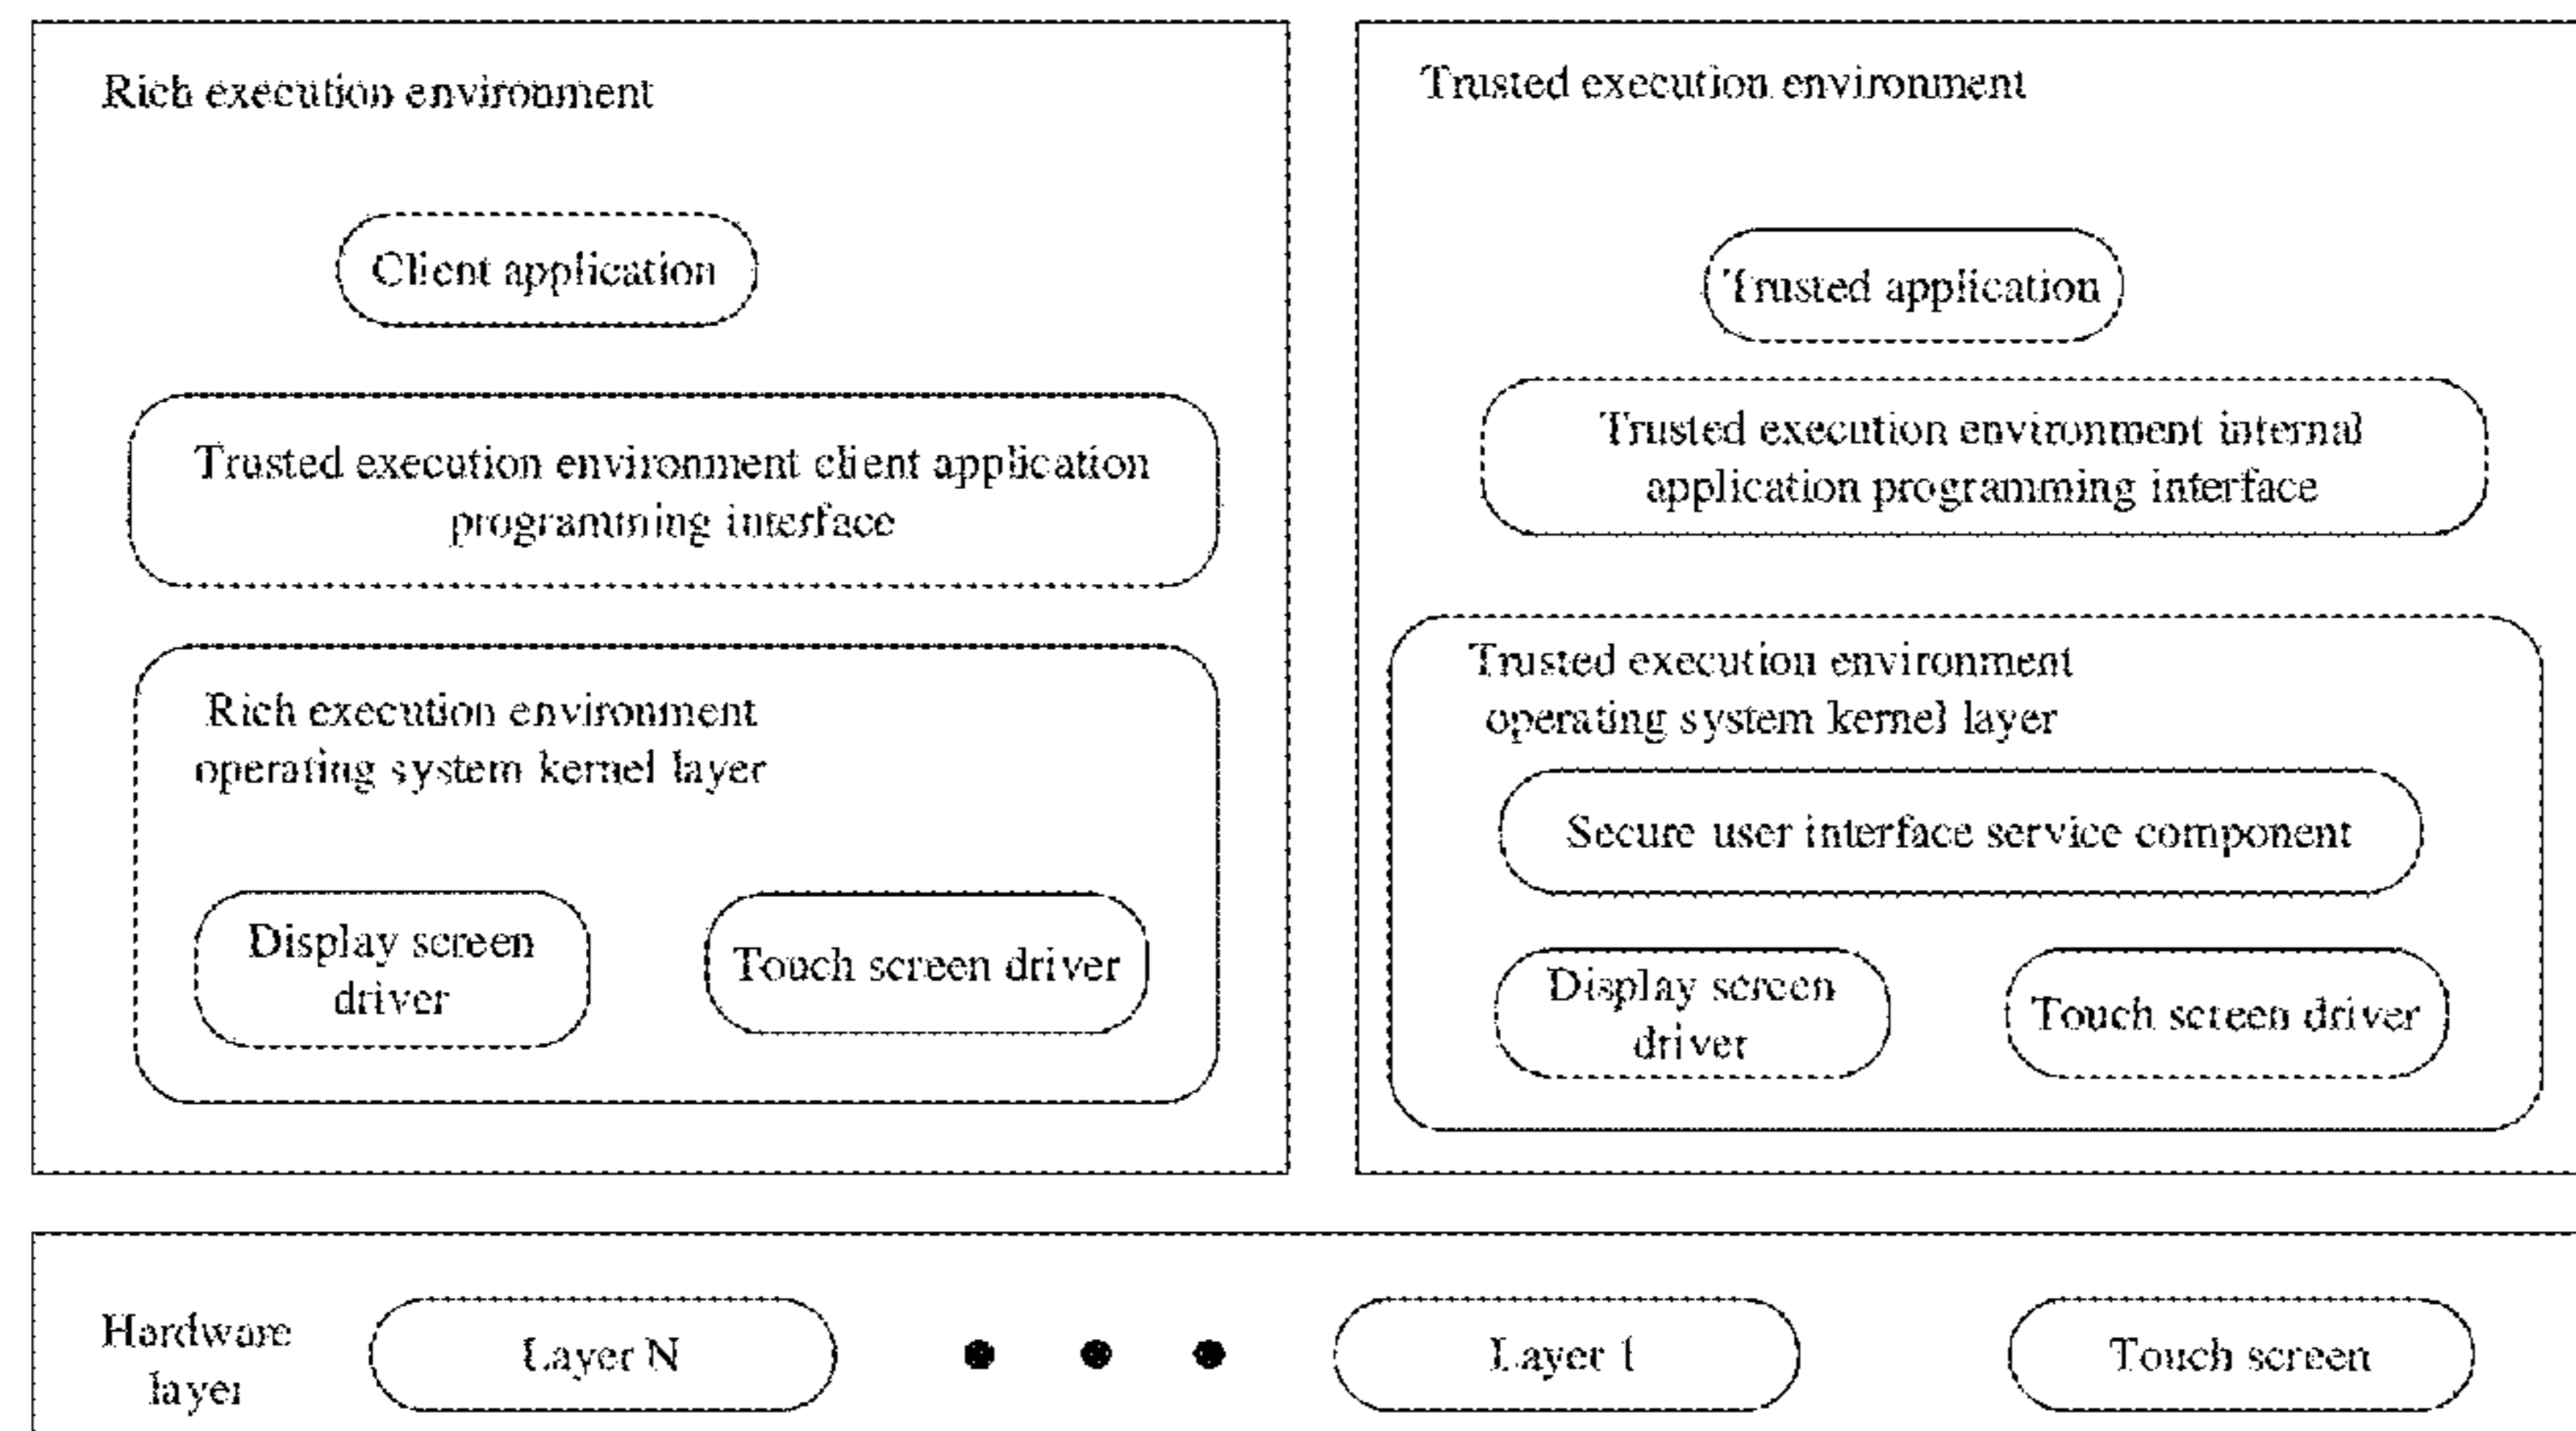 Rich execution environment
Client application
Trusted execution environment client application
programming interface
Rich execution environment
operating system kernel layer
Display screen
driver
Touch screen driver
Trusted execution environment
Trusted application
Trusted execution environment internal
application programming interface
Trusted execution environment
operating system kernel layer
Secure user interface service component
Display screen
driver
Touch screen driver
Hardware
layer
Layer N
Layer 1
Touch screen